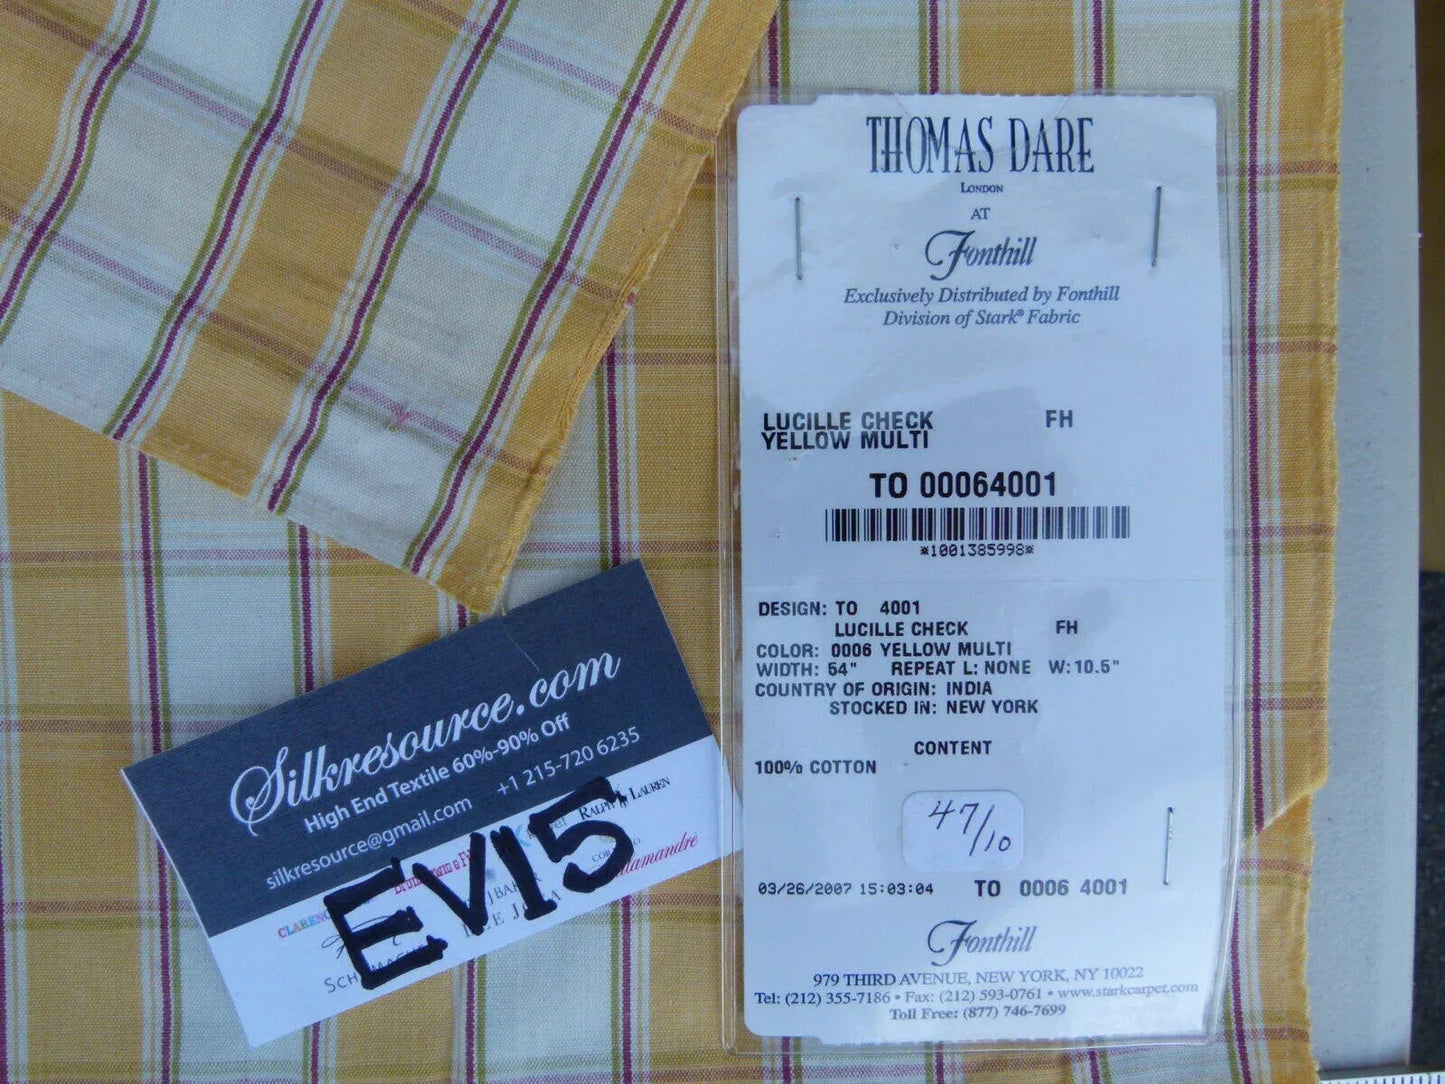 THOMAS DARE
LONDON
AT
Fonthill
Exclusively Distributed by Fonthill
Division of Stark® Fabric
LUCILLE CHECK FH
YELLOW MULTI
TO 00064001
*1001385998*
DESIGN: TO 4001
LUCILLE CHECK FH
COLOR: 0006 YELLOW MULTI
WIDTH: 54" REPEAT L: NONE W: 10.5"
COUNTRY OF ORIGIN: INDIA
STOCKED IN: NEW YORK
CONTENT
100% COTTON
47/10
03/26/2007 15:03:04 TO 0006 4001
Fonthill
979 THIRD AVENUE, NEW YORK, NY 10022
Tel: (212) 355-7186 • Fax: (212) 593-0761 • www.starkcarpet.com
Toll Free: (877) 746-7699
Silkresource.com
High End Textile 60%-90% Off
silkresource@gmail.com +1 215-720 6235
RALPH LAUREN
EV15